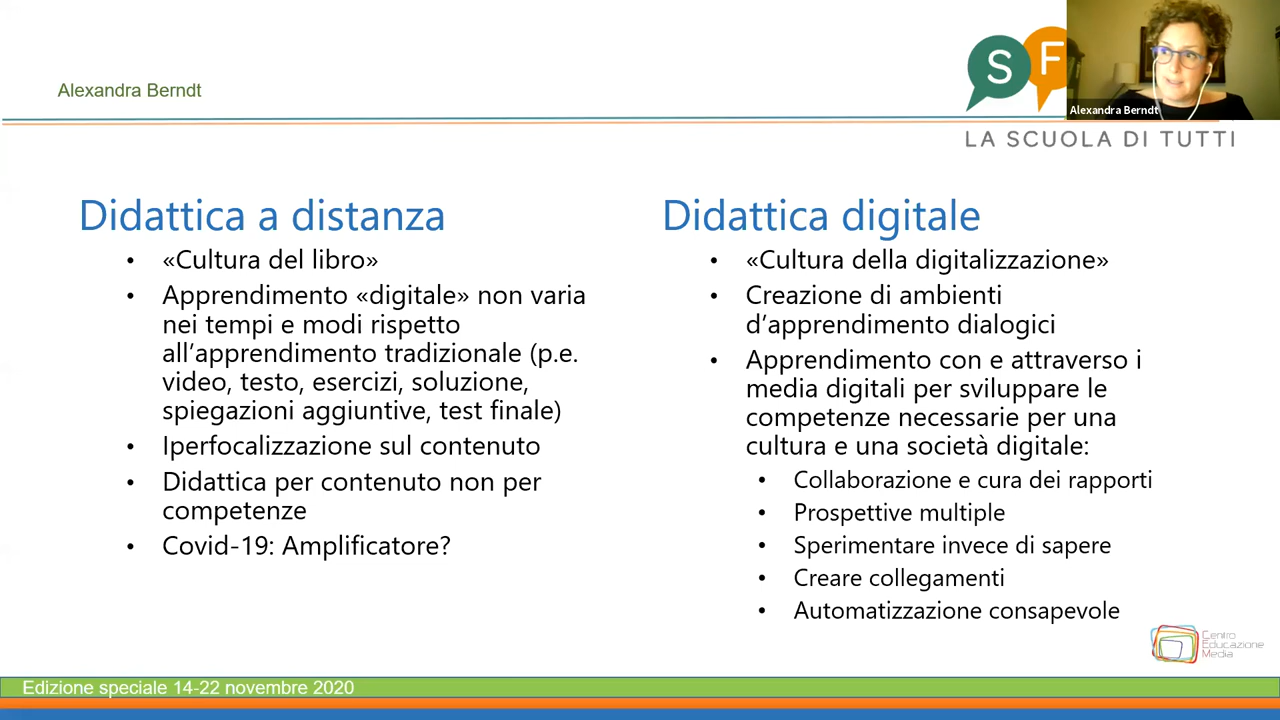 Alexandra Berndt
S F
Alexandra Berndt
LA SCUOLA DI TUTTI
Didattica a distanza
• «Cultura del libro»
• Apprendimento «digitale» non varia
nei tempi e modi rispetto
all’apprendimento tradizionale (p.e.
video, testo, esercizi, soluzione,
spiegazioni aggiuntive, test finale)
• Iperfocalizzazione sul contenuto
• Didattica per contenuto non per
competenze
• Covid-19: Amplificatore?
Didattica digitale
• «Cultura della digitalizzazione»
• Creazione di ambienti
d’apprendimento dialogici
• Apprendimento con e attraverso i
media digitali per sviluppare le
competenze necessarie per una
cultura e una società digitale:
• Collaborazione e cura dei rapporti
• Prospettive multiple
• Sperimentare invece di sapere
• Creare collegamenti
• Automatizzazione consapevole
Centro
Educazione
Media
Edizione speciale 14-22 novembre 2020